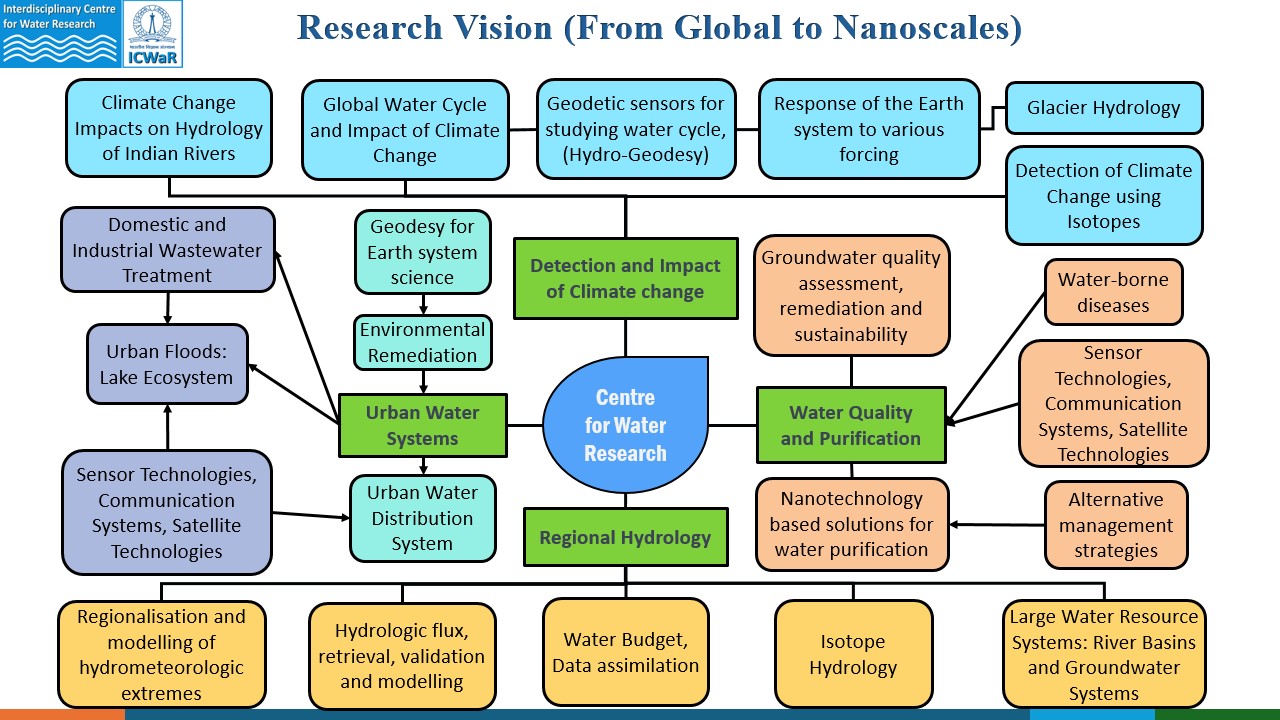 Interdisciplinary Centre
for Water Research
ICWaR
Research Vision (From Global to Nanoscales)
Climate Change
Impacts on Hydrology
of Indian Rivers
Global Water Cycle
and Impact of Climate
Change
Geodetic sensors for
studying water cycle,
(Hydro-Geodesy)
Response of the Earth
system to various
forcing
Glacier Hydrology
Detection of Climate
Change using
Isotopes
Domestic and
Industrial Wastewater
Treatment
Geodesy for
Earth system
science
Detection and Impact
of Climate change
Groundwater quality
assessment,
remediation and
sustainability
Water-borne
diseases
Urban Floods:
Lake Ecosystem
Environmental
Remediation
Sensor
Technologies,
Communication
Systems, Satellite
Technologies
Urban Water
Systems
Centre
for Water
Research
Water Quality
and Purification
Sensor Technologies,
Communication
Systems, Satellite
Technologies
Urban Water
Distribution
System
Regional Hydrology
Nanotechnology
based solutions for
water purification
Alternative
management
strategies
Regionalisation and
modelling of
hydrometeorologic
extremes
Hydrologic flux,
retrieval, validation
and modelling
Water Budget,
Data assimilation
Isotope
Hydrology
Large Water Resource
Systems: River Basins
and Groundwater
Systems